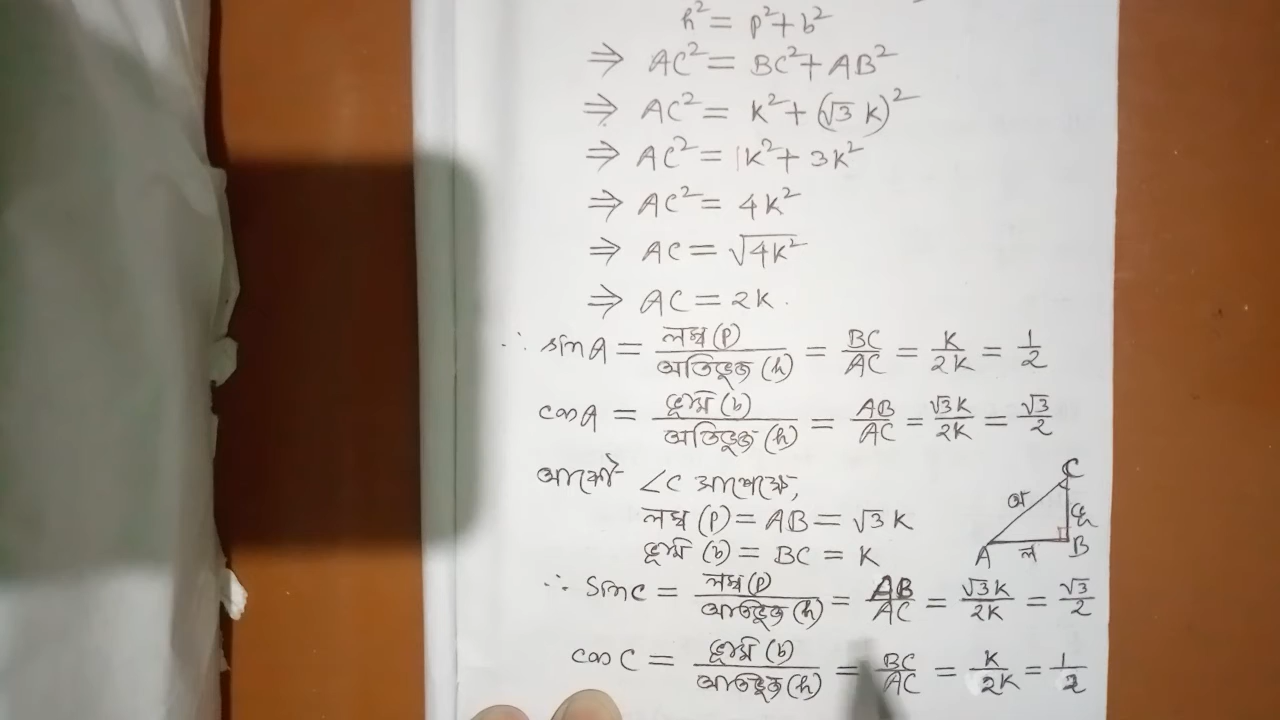 h² = p² + b²
⇒ AC² = BC² + AB²
⇒ AC² = K² + (√3 K)²
⇒ AC² = 1K² + 3K²
⇒ AC² = 4K²
⇒ AC = √4K²
⇒ AC = 2K.
∴ sinA = লম্ব (p)/অতিভূজ (h) = BC/AC = K/2K = 1/2
cosA = ভূমি (b)/অতিভূজ (h) = AB/AC = √3K/2K = √3/2
আকৌ ∠C সাপেক্ষে,
লম্ব (p) = AB = √3 K
ভূমি (b) = BC = K
C
অ
ভূ
A ল B
∴ sinC = লম্ব (p)/অতিভূজ (h) = AB/AC = √3K/2K = √3/2
cosC = ভূমি (b)/অতিভূজ (h) = BC/AC = K/2K = 1/2